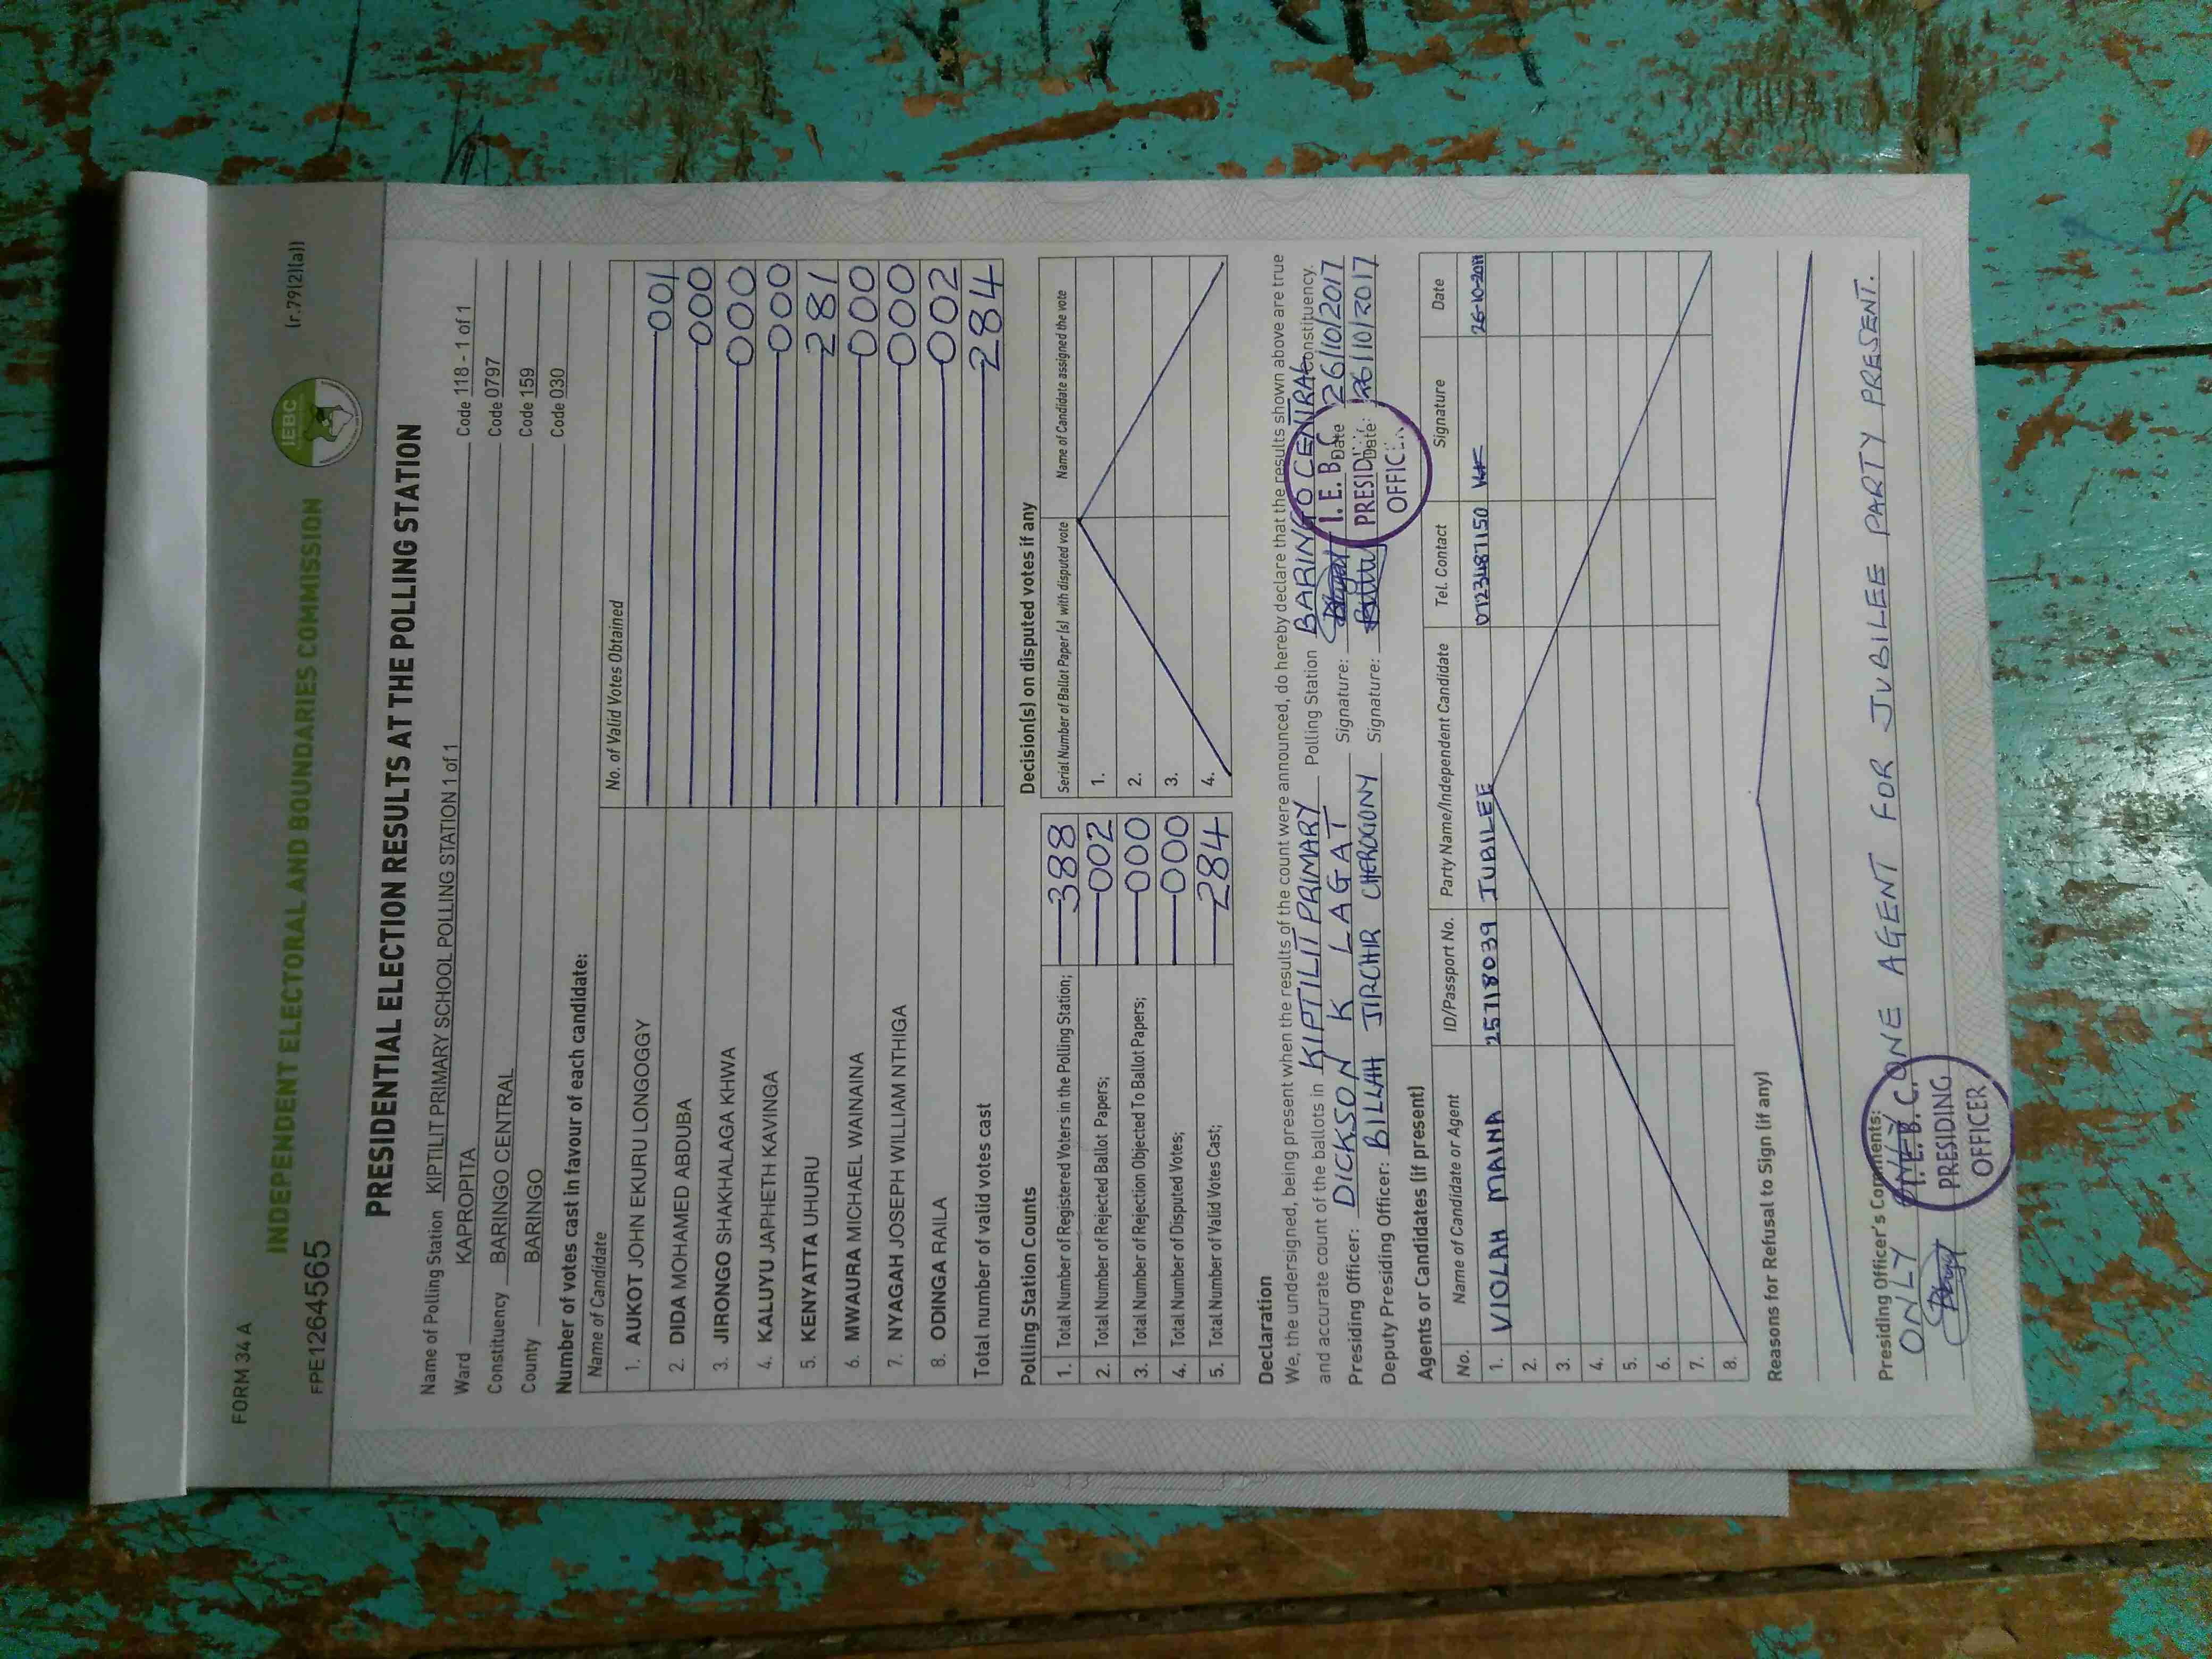 FORM 34 A
INDEPENDENT ELECTORAL AND BOUNDARIES COMMISSION
IEBC
(r.79(2)(a))
FPE1264565
PRESIDENTIAL ELECTION RESULTS AT THE POLLING STATION
Name of Polling Station KIPTILIT PRIMARY SCHOOL POLLING STATION 1 of 1 Code 118 - 1 of 1
Ward KAPROPITA Code 0797
Constituency BARINGO CENTRAL Code 159
County BARINGO Code 030
Number of votes cast in favour of each candidate:
Name of Candidate No. of Valid Votes Obtained
1. AUKOT JOHN EKURU LONGOGGY 001
2. DIDA MOHAMED ABDUBA 000
3. JIRONGO SHAKHALAGA KHWA 000
4. KALUYU JAPHETH KAVINGA 000
5. KENYATTA UHURU 281
6. MWAURA MICHAEL WAINAINA 000
7. NYAGAH JOSEPH WILLIAM NTHIGA 000
8. ODINGA RAILA 002
Total number of valid votes cast 284
Polling Station Counts
1. Total Number of Registered Voters in the Polling Station; 388
2. Total Number of Rejected Ballot Papers; 002
3. Total Number of Rejection Objected To Ballot Papers; 000
4. Total Number of Disputed Votes; 000
5. Total Number of Valid Votes Cast; 284
Decision(s) on disputed votes if any
Serial Number of Ballot Paper (s) with disputed vote Name of Candidate assigned the vote
1.
2.
3.
4.
Declaration
We, the undersigned, being present when the results of the count were announced, do hereby declare that the results shown above are true
and accurate count of the ballots in KIPTILIT PRIMARY Polling Station BARINGO CENTRAL Constituency.
Presiding Officer: DICKSON K LAGAT Signature: Date 26/10/2017
Deputy Presiding Officer: BILLAH JIRCHIR CHEROGONY Signature: Date: 26/10/2017
I.E.B.C
PRESIDING
OFFICER
Agents or Candidates (if present)
No. Name of Candidate or Agent ID/Passport No. Party Name/Independent Candidate Tel. Contact Signature Date
1. VIOLAH MAINA 25718039 JUBILEE 0723487150 26-10-2017
2.
3.
4.
5.
6.
7.
8.
Reasons for Refusal to Sign (if any)
Presiding Officer's Comments:
ONLY ONE AGENT FOR JUBILEE PARTY PRESENT.
I.E.B.C.
PRESIDING
OFFICER